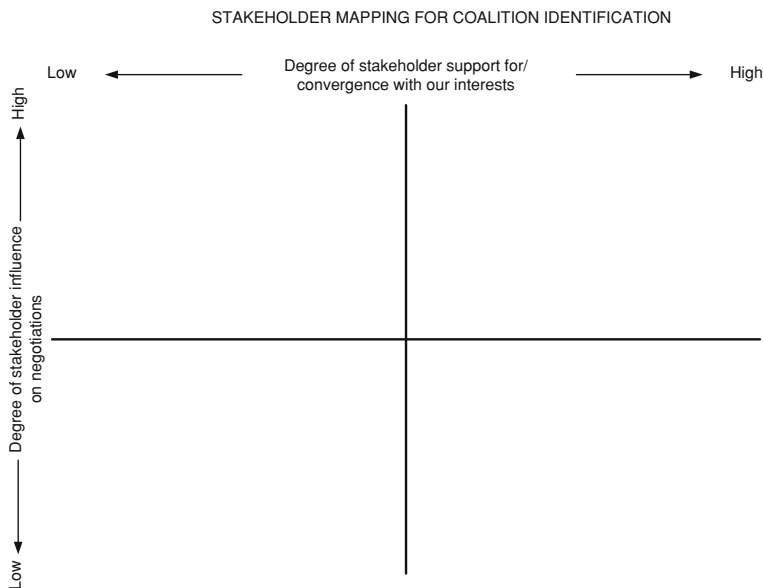 STAKEHOLDER MAPPING FOR COALITION IDENTIFICATION
Low
Degree of stakeholder support for/
convergence with our interests
High
High
Degree of stakeholder influence
on negotiations
Low